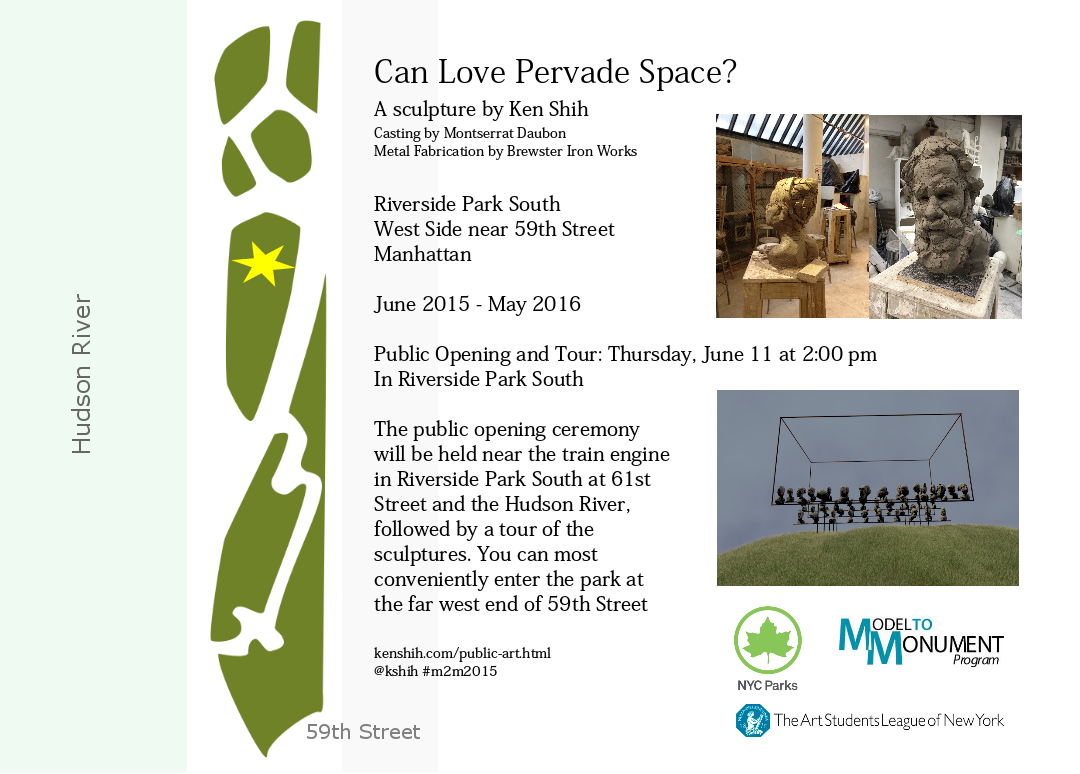 Can Love Pervade Space?
A sculpture by Ken Shih
Casting by Montserrat Daubon
Metal Fabrication by Brewster Iron Works
Riverside Park South
West Side near 59th Street
Manhattan
June 2015 - May 2016
Public Opening and Tour: Thursday, June 11 at 2:00 pm
In Riverside Park South
The public opening ceremony
will be held near the train engine
in Riverside Park South at 61st
Street and the Hudson River,
followed by a tour of the
sculptures. You can most
conveniently enter the park at
the far west end of 59th Street
kenshih.com/public-art.html
@kshih #m2m2015
Hudson River
59th Street
NYC Parks
MODELTO
MONUMENT
Program
The Art Students League of New York